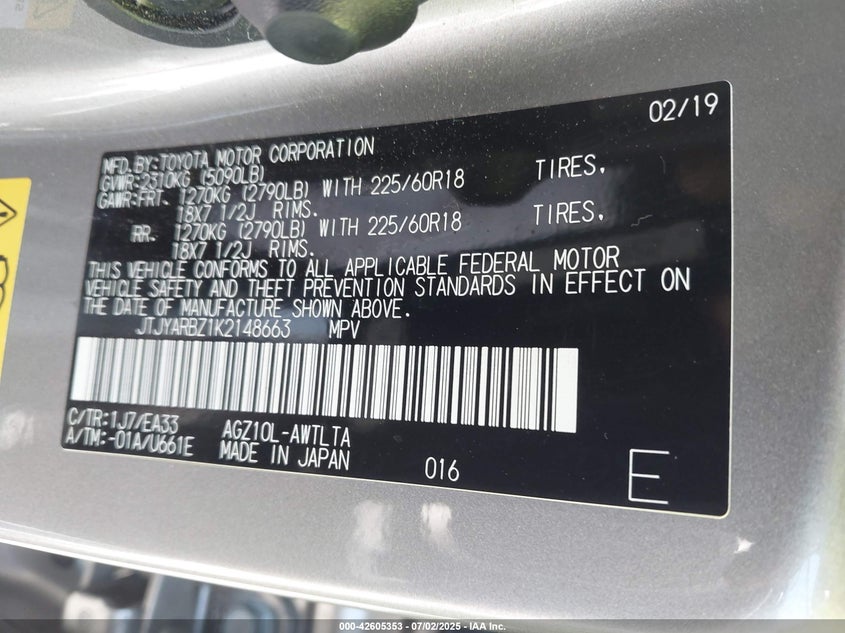 02/19
MFD.BY:TOYOTA MOTOR CORPORATION
GVWR:2310KG (5090LB)
GAWR:FRT. 1270KG (2790LB) WITH 225/60R18 TIRES,
18X7 1/2J RIMS.
RR. 1270KG (2790LB) WITH 225/60R18 TIRES,
18X7 1/2J RIMS.
THIS VEHICLE CONFORMS TO ALL APPLICABLE FEDERAL MOTOR
VEHICLE SAFETY AND THEFT PREVENTION STANDARDS IN EFFECT ON
THE DATE OF MANUFACTURE SHOWN ABOVE.
JTJYARBZ1K2148663 MPV
C/TR:1J7/EA33 AGZ10L-AWTLTA
A/TM:-01A/U661E MADE IN JAPAN 016 E
000-42605353 - 07/02/2025 - IAA Inc.